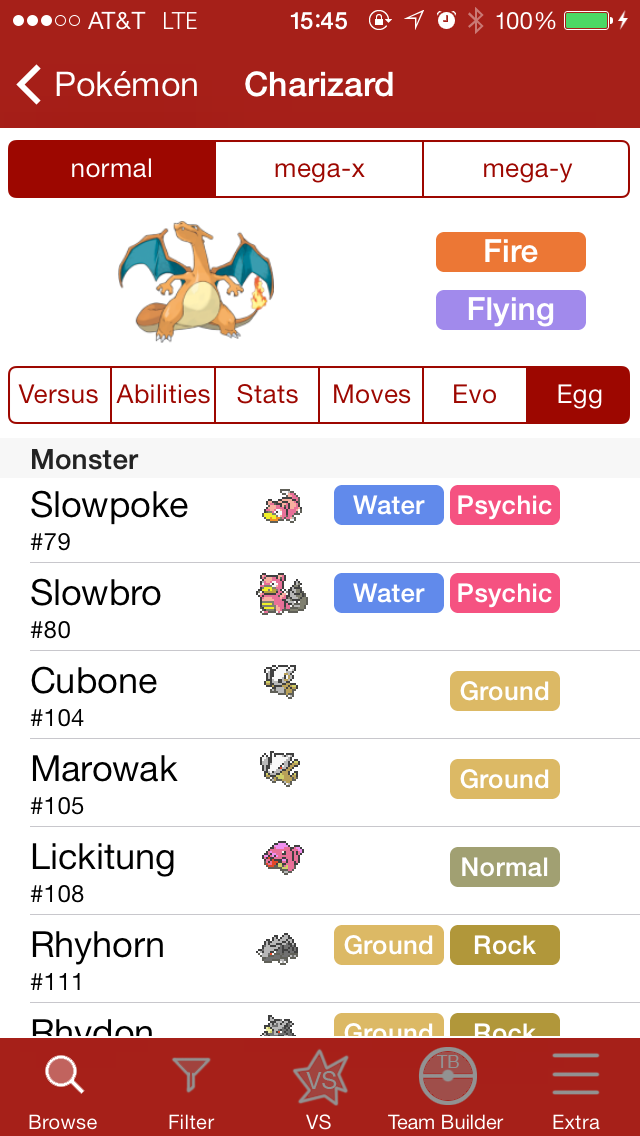 AT&T LTE 15:45 100%
Pokémon Charizard
normal mega-x mega-y
Fire
Flying
Versus Abilities Stats Moves Evo Egg
Monster
Slowpoke Water Psychic
#79
Slowbro Water Psychic
#80
Cubone Ground
#104
Marowak Ground
#105
Lickitung Normal
#108
Rhyhorn Ground Rock
#111
Rhydon Ground Rock
VS TB
Browse Filter VS Team Builder Extra